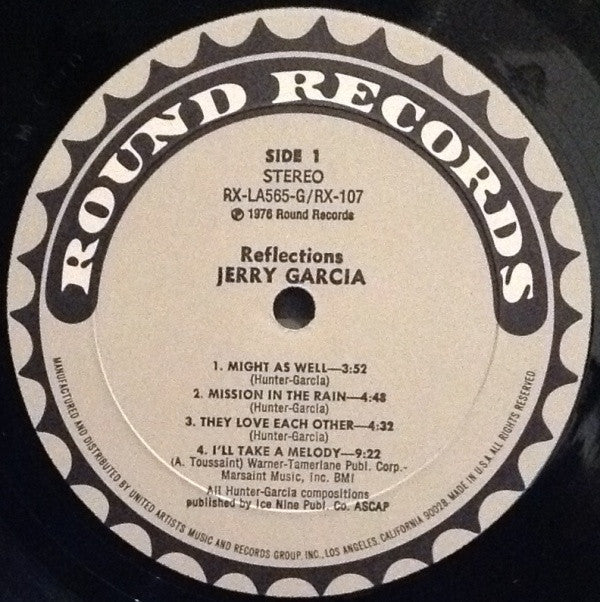 ROUND RECORDS
SIDE 1
STEREO
RX-LA565-G/RX-107
℗ 1976 Round Records
Reflections
JERRY GARCIA
1. MIGHT AS WELL—3:52
(Hunter-Garcia)
2. MISSION IN THE RAIN—4:48
(Hunter-Garcia)
3. THEY LOVE EACH OTHER—4:32
(Hunter-Garcia)
4. I'LL TAKE A MELODY—9:22
(A. Toussaint) Warner-Tamerlane Publ. Corp.-
Marsaint Music, Inc. BMI
All Hunter-Garcia compositions
published by Ice Nine Publ. Co. ASCAP
MANUFACTURED AND DISTRIBUTED BY UNITED ARTISTS MUSIC AND RECORDS GROUP, INC., LOS ANGELES, CALIFORNIA 90028. MADE IN U.S.A. ALL RIGHTS RESERVED.